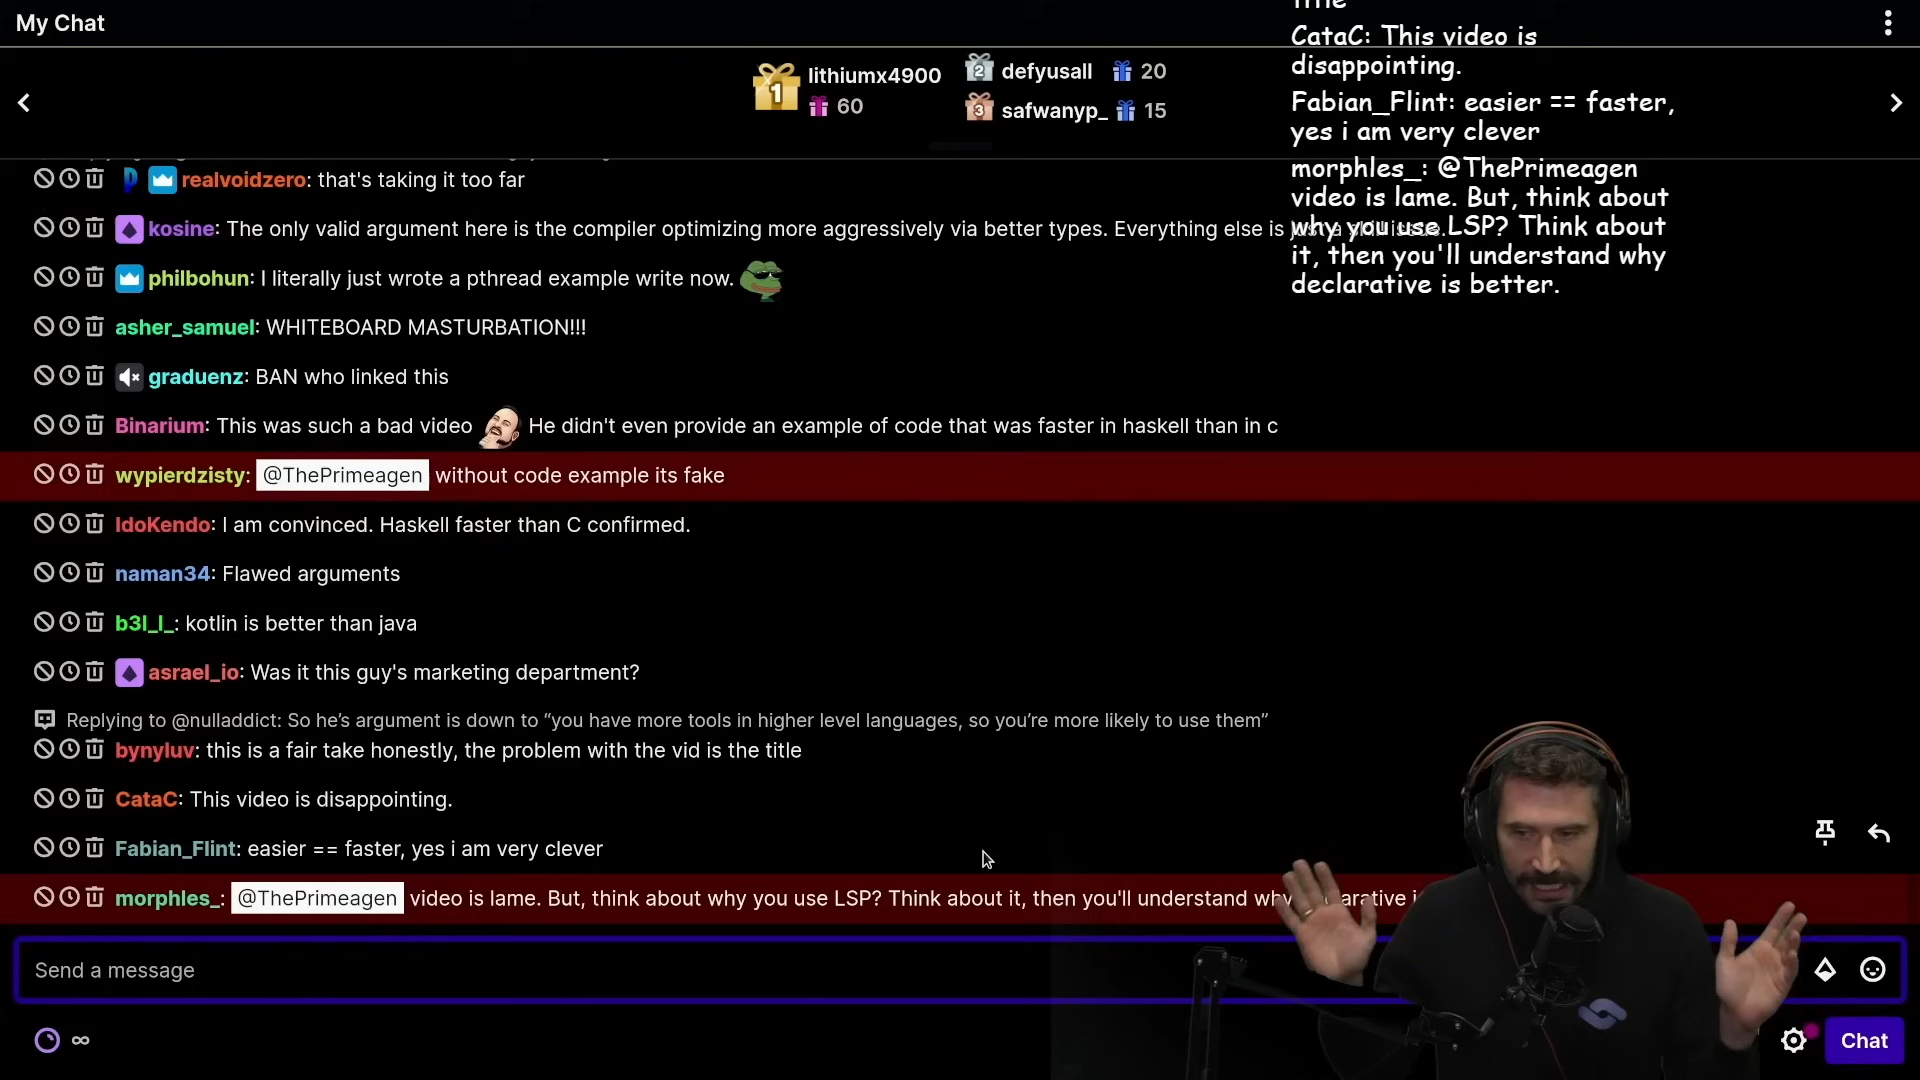 My Chat
title
CataC: This video is
disappointing.
Fabian_Flint: easier == faster,
yes i am very clever
morphles_: @ThePrimeagen
video is lame. But, think about
why you use LSP? Think about
it, then you'll understand why
declarative is better.
1 lithiumx4900
60
2 defyusall 20
3 safwanyp_ 15
realvoidzero: that's taking it too far
kosine: The only valid argument here is the compiler optimizing more aggressively via better types. Everything else is just a skill issue.
philbohun: I literally just wrote a pthread example write now.
asher_samuel: WHITEBOARD MASTURBATION!!!
graduenz: BAN who linked this
Binarium: This was such a bad video He didn't even provide an example of code that was faster in haskell than in c
wypierdzisty: @ThePrimeagen without code example its fake
IdoKendo: I am convinced. Haskell faster than C confirmed.
naman34: Flawed arguments
b3l_l_: kotlin is better than java
asrael_io: Was it this guy's marketing department?
Replying to @nulladdict: So he's argument is down to "you have more tools in higher level languages, so you're more likely to use them"
bynyluv: this is a fair take honestly, the problem with the vid is the title
CataC: This video is disappointing.
Fabian_Flint: easier == faster, yes i am very clever
morphles_: @ThePrimeagen video is lame. But, think about why you use LSP? Think about it, then you'll understand why
Send a message
∞
Chat